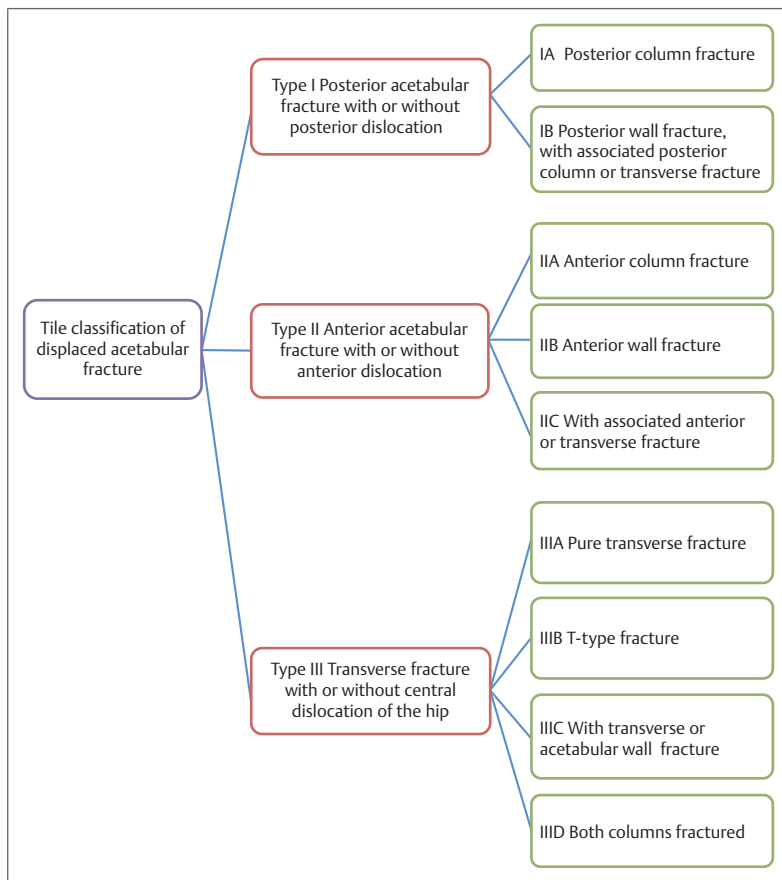 Tile classification of
displaced acetabular
fracture
Type I Posterior acetabular
fracture with or without
posterior dislocation
IA Posterior column fracture
IB Posterior wall fracture,
with associated posterior
column or transverse fracture
Type II Anterior acetabular
fracture with or without
anterior dislocation
IIA Anterior column fracture
IIB Anterior wall fracture
IIC With associated anterior
or transverse fracture
Type III Transverse fracture
with or without central
dislocation of the hip
IIIA Pure transverse fracture
IIIB T-type fracture
IIIC With transverse or
acetabular wall fracture
IIID Both columns fractured